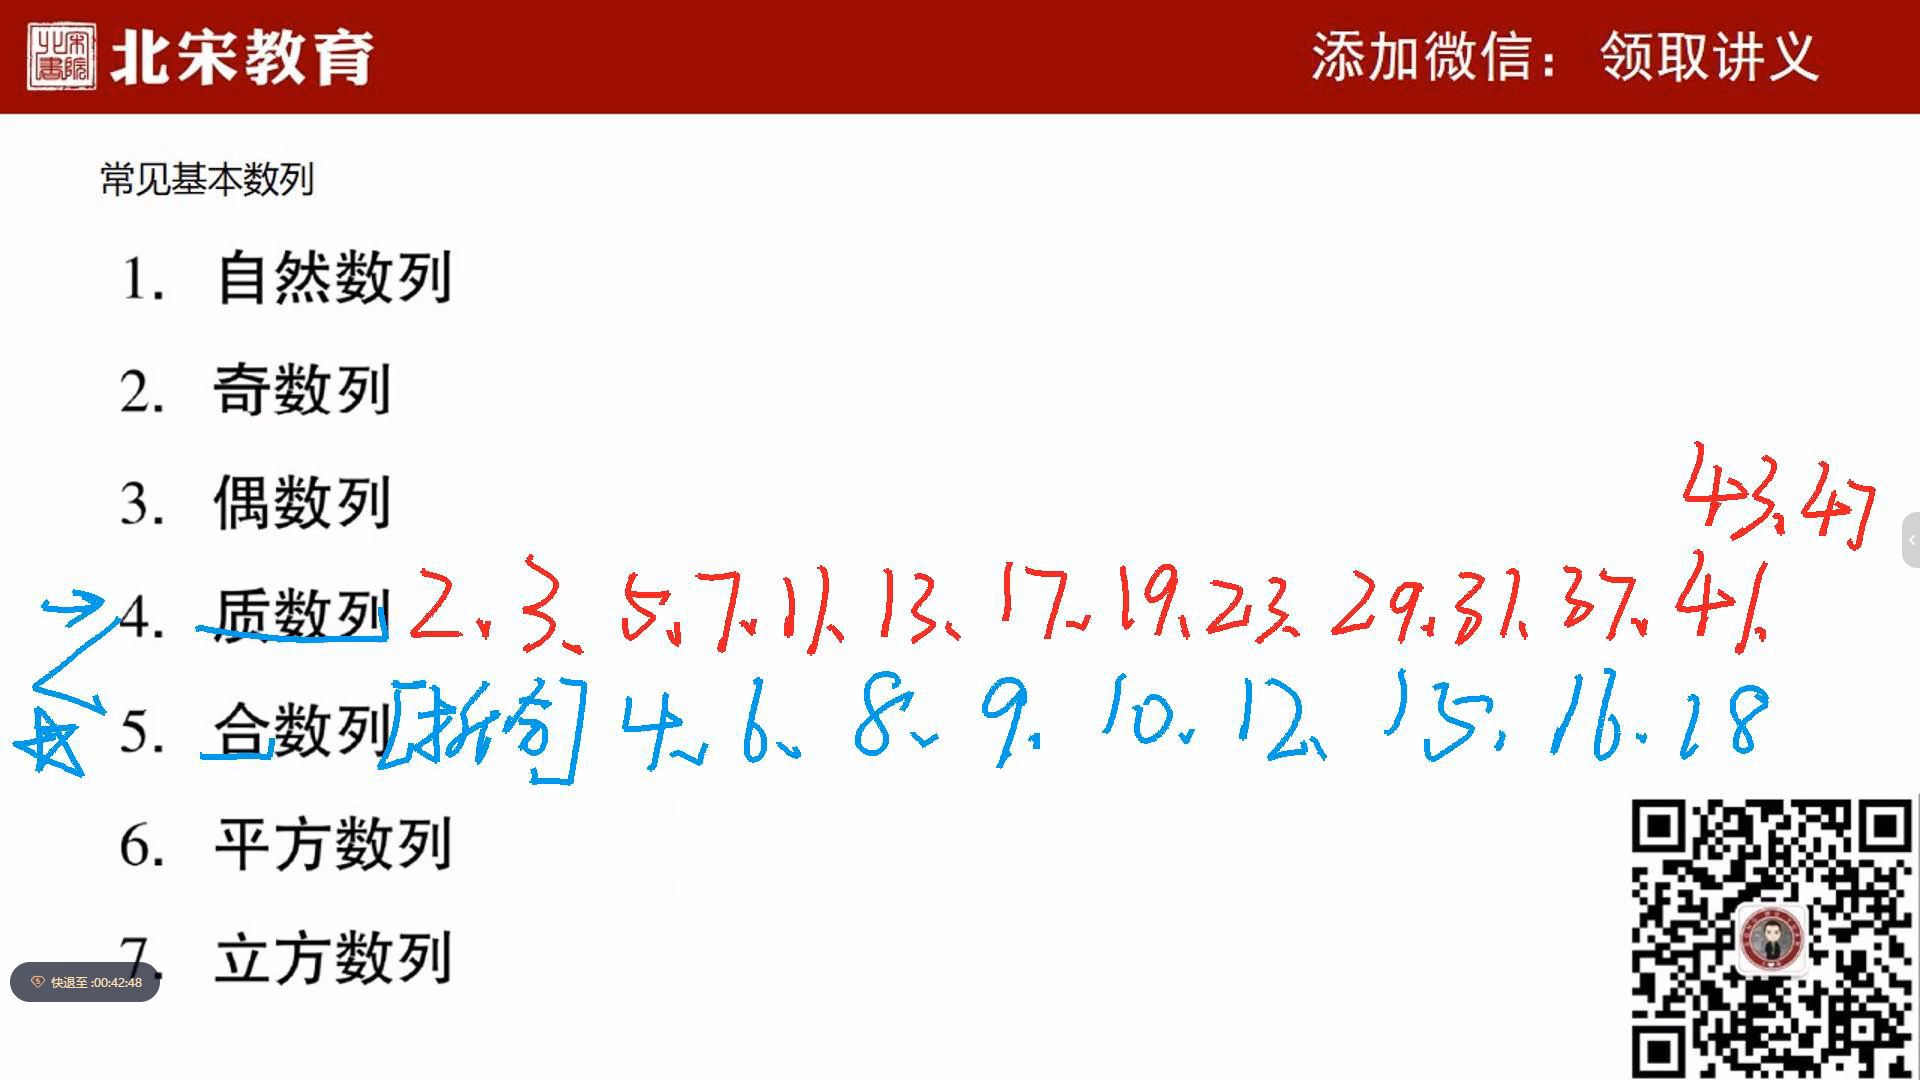 北宋教育
添加微信：领取讲义
常见基本数列
1. 自然数列
2. 奇数列
3. 偶数列
43、47
4. 质数列 2、3、5、7、11、13、17、19、23、29、31、37、41、
5. 合数列 [拆分] 4、6、8、9、10、12、15、16、18
6. 平方数列
7. 立方数列
快退至 :00:42:48